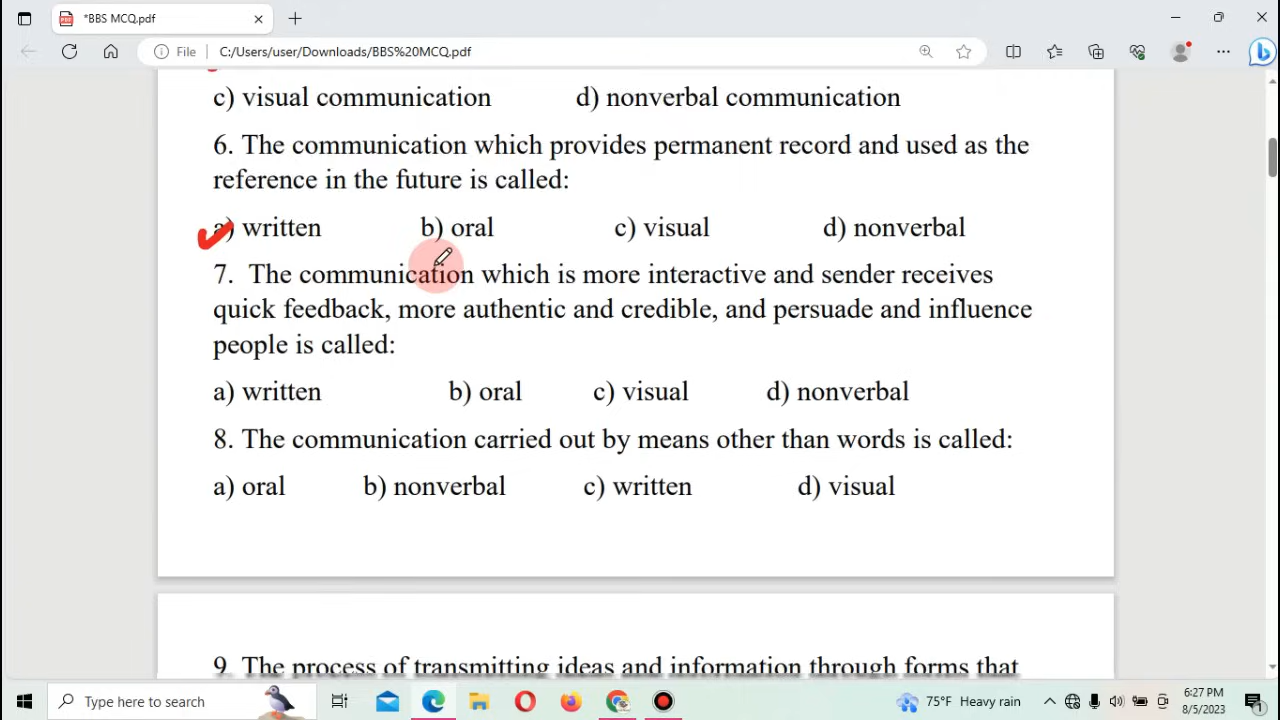 *BBS MCQ.pdf
File C:/Users/user/Downloads/BBS%20MCQ.pdf
c) visual communication d) nonverbal communication
6. The communication which provides permanent record and used as the
reference in the future is called:
a) written b) oral c) visual d) nonverbal
7. The communication which is more interactive and sender receives
quick feedback, more authentic and credible, and persuade and influence
people is called:
a) written b) oral c) visual d) nonverbal
8. The communication carried out by means other than words is called:
a) oral b) nonverbal c) written d) visual
9. The process of transmitting ideas and information through forms that
Type here to search
75°F Heavy rain
6:27 PM
8/5/2023
1